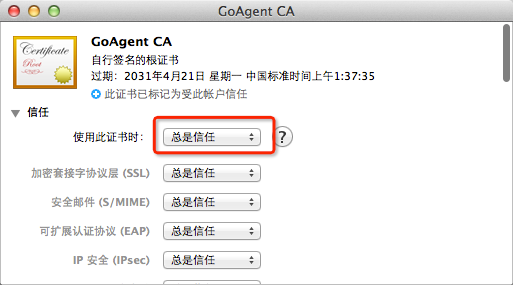 GoAgent CA
Certificate
Root
GoAgent CA
自行签名的根证书
过期：2031年4月21日 星期一 中国标准时间上午1:37:35
此证书已标记为受此帐户信任
信任
使用此证书时： 总是信任 ?
加密套接字协议层 (SSL) 总是信任
安全邮件 (S/MIME) 总是信任
可扩展认证协议 (EAP) 总是信任
IP 安全 (IPsec) 总是信任